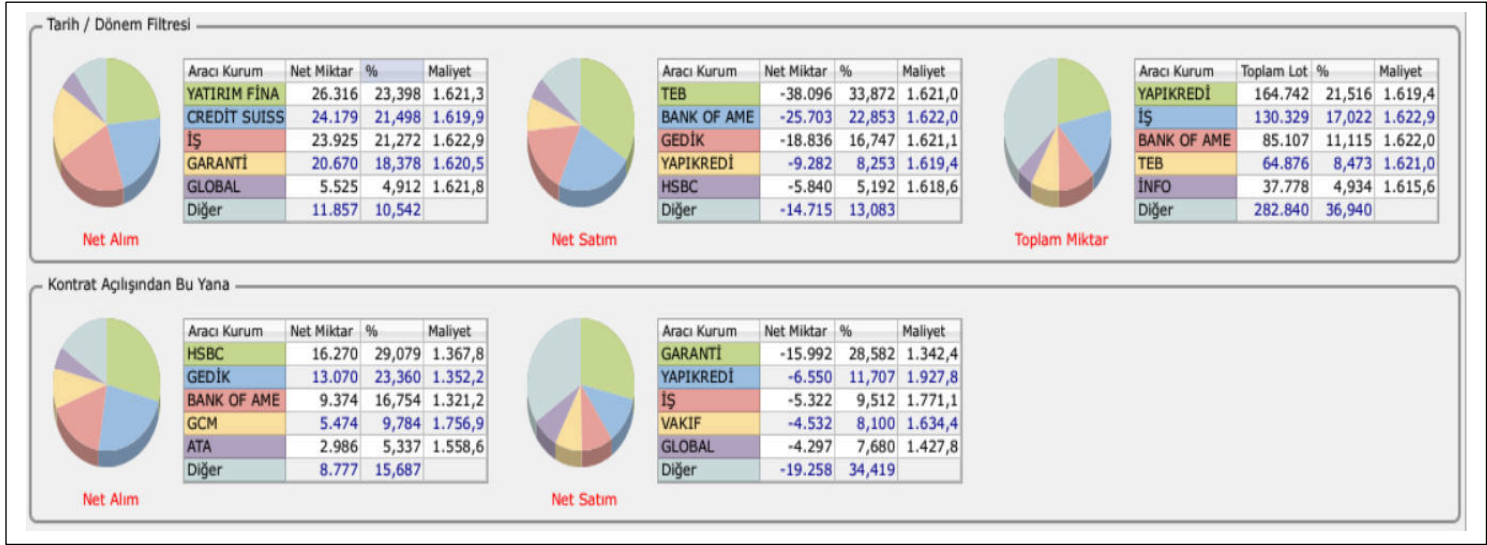 Tarih / Dönem Filtresi
Aracı Kurum Net Miktar % Maliyet
YATIRIM FİNA 26.316 23,398 1.621,3
CREDİT SUISS 24.179 21,498 1.619,9
İŞ 23.925 21,272 1.622,9
GARANTİ 20.670 18,378 1.620,5
GLOBAL 5.525 4,912 1.621,8
Diğer 11.857 10,542
Net Alım
Aracı Kurum Net Miktar % Maliyet
TEB -38.096 33,872 1.621,0
BANK OF AME -25.703 22,853 1.622,0
GEDİK -18.836 16,747 1.621,1
YAPIKREDİ -9.282 8,253 1.619,4
HSBC -5.840 5,192 1.618,6
Diğer -14.715 13,083
Net Satım
Aracı Kurum Toplam Lot % Maliyet
YAPIKREDİ 164.742 21,516 1.619,4
İŞ 130.329 17,022 1.622,9
BANK OF AME 85.107 11,115 1.622,0
TEB 64.876 8,473 1.621,0
İNFO 37.778 4,934 1.615,6
Diğer 282.840 36,940
Toplam Miktar
Kontrat Açılışından Bu Yana
Aracı Kurum Net Miktar % Maliyet
HSBC 16.270 29,079 1.367,8
GEDİK 13.070 23,360 1.352,2
BANK OF AME 9.374 16,754 1.321,2
GCM 5.474 9,784 1.756,9
ATA 2.986 5,337 1.558,6
Diğer 8.777 15,687
Net Alım
Aracı Kurum Net Miktar % Maliyet
GARANTİ -15.992 28,582 1.342,4
YAPIKREDİ -6.550 11,707 1.927,8
İŞ -5.322 9,512 1.771,1
VAKIF -4.532 8,100 1.634,4
GLOBAL -4.297 7,680 1.427,8
Diğer -19.258 34,419
Net Satım